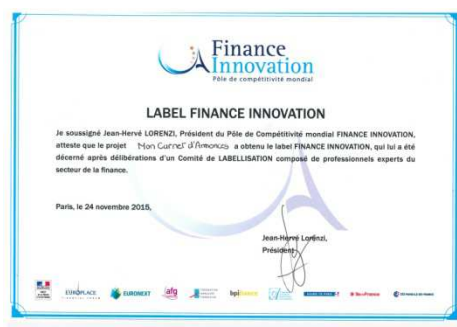 Finance
Innovation
Pôle de compétitivité mondial
LABEL FINANCE INNOVATION
Je soussigné Jean-Hervé LORENZI, Président du Pôle de Compétitivité mondial FINANCE INNOVATION,
atteste que le projet Mon Carnet d'Annonces a obtenu le label FINANCE INNOVATION, qui lui a été
décerné après délibérations d'un Comité de LABELLISATION composé de professionnels experts du
secteur de la finance.
Paris, le 24 novembre 2015,
Jean-Hervé Lorenzi,
Président
EUROPLACE
EURONEXT
afg
bpifrance